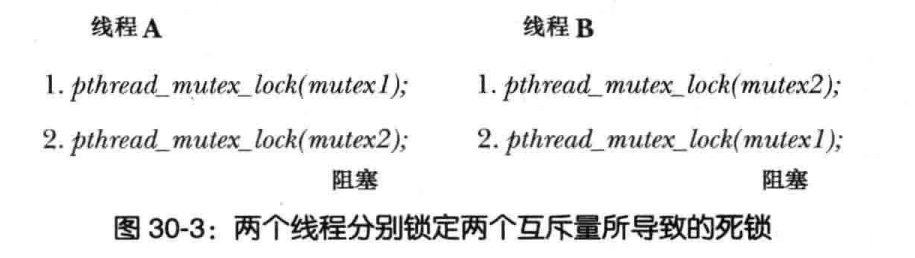 线程 A 线程 B
1. pthread_mutex_lock(mutex1); 1. pthread_mutex_lock(mutex2);
2. pthread_mutex_lock(mutex2); 2. pthread_mutex_lock(mutex1);
阻塞 阻塞
图 30-3：两个线程分别锁定两个互斥量所导致的死锁